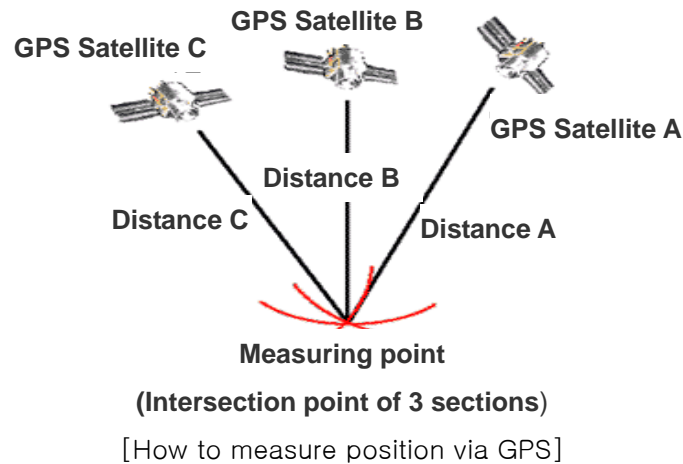 GPS Satellite B
GPS Satellite C
GPS Satellite A
Distance B
Distance C
Distance A
Measuring point
(Intersection point of 3 sections)
[How to measure position via GPS]